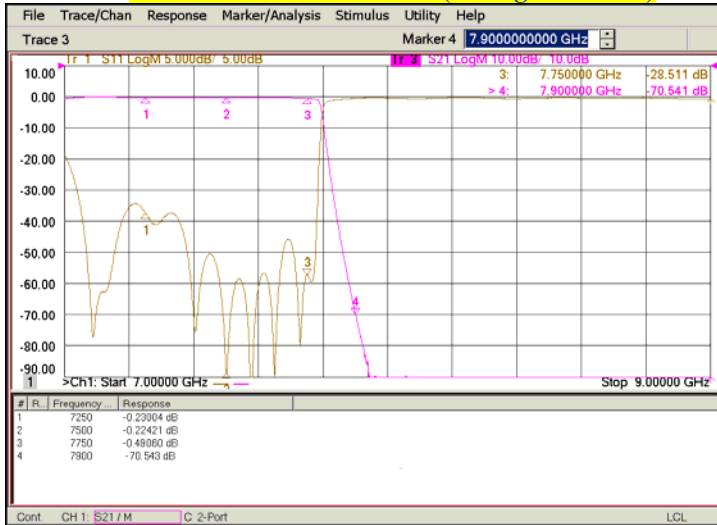 File Trace/Chan Response Marker/Analysis Stimulus Utility Help
Trace 3 Marker 4 7.9000000000 GHz
Tr 1 S11 LogM 5.000dB/ 5.00dB Tr 3 S21 LogM 10.00dB/ 10.0dB
10.00 3: 7.750000 GHz -28.511 dB
> 4: 7.900000 GHz -70.541 dB
0.00
1 2 3
-10.00
-20.00
-30.00
-40.00
1
-50.00
3
-60.00
4
-70.00
-80.00
-90.00
1 >Ch1: Start 7.00000 GHz Stop 9.00000 GHz
# R... Frequency ... Response
1 7250 -0.23004 dB
2 7500 -0.22421 dB
3 7750 -0.49060 dB
4 7900 -70.543 dB
Cont. CH 1: S21 / M C 2-Port LCL